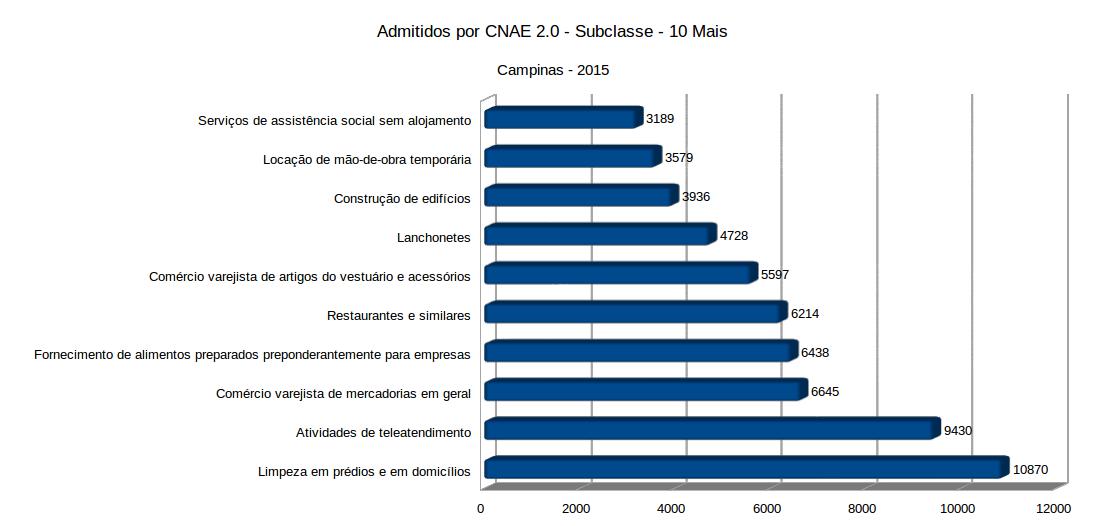 Admitidos por CNAE 2.0 - Subclasse - 10 Mais
Campinas - 2015
Serviços de assistência social sem alojamento 3189
Locação de mão-de-obra temporária 3579
Construção de edifícios 3936
Lanchonetes 4728
Comércio varejista de artigos do vestuário e acessórios 5597
Restaurantes e similares 6214
Fornecimento de alimentos preparados preponderantemente para empresas 6438
Comércio varejista de mercadorias em geral 6645
Atividades de teleatendimento 9430
Limpeza em prédios e em domicílios 10870
0 2000 4000 6000 8000 10000 12000